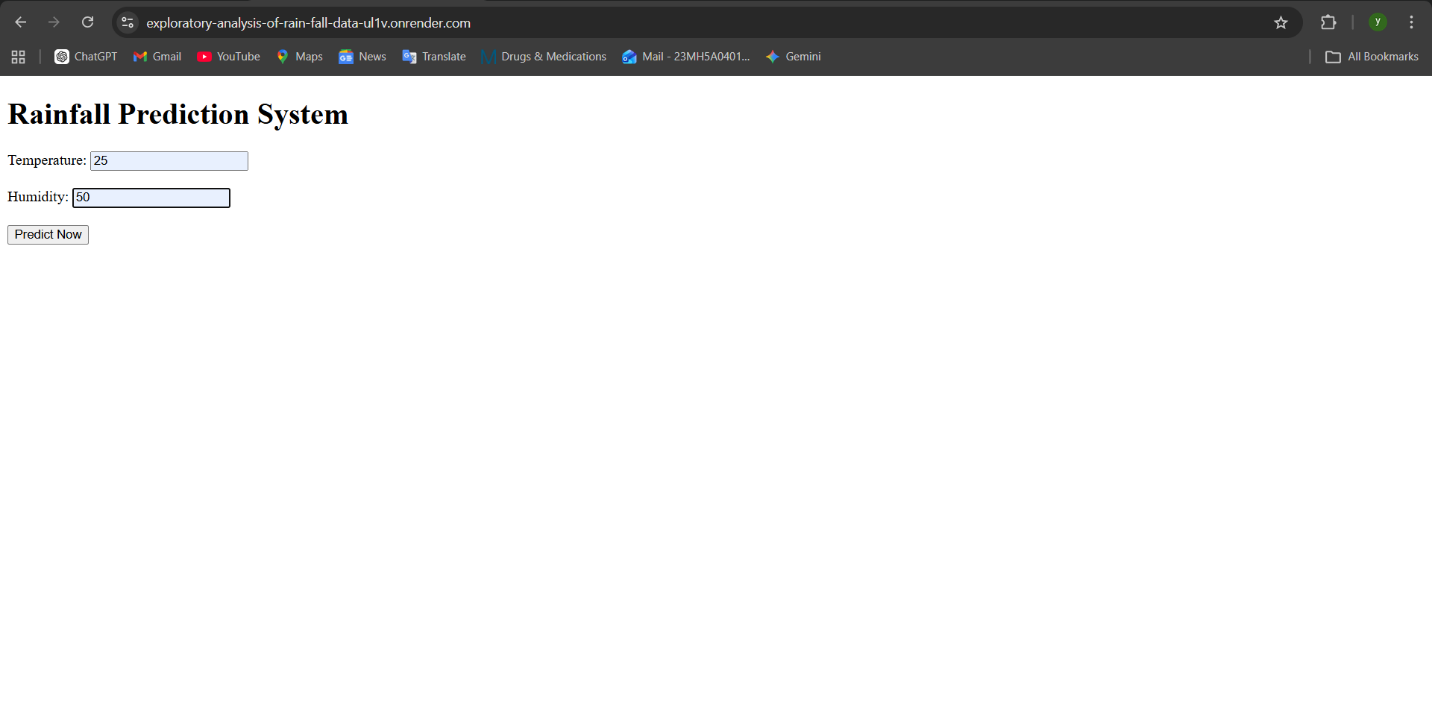 exploratory-analysis-of-rain-fall-data-ul1v.onrender.com
y
ChatGPT Gmail YouTube Maps News Translate Drugs & Medications Mail - 23MH5A0401... Gemini All Bookmarks
Rainfall Prediction System
Temperature: 25
Humidity: 50
Predict Now